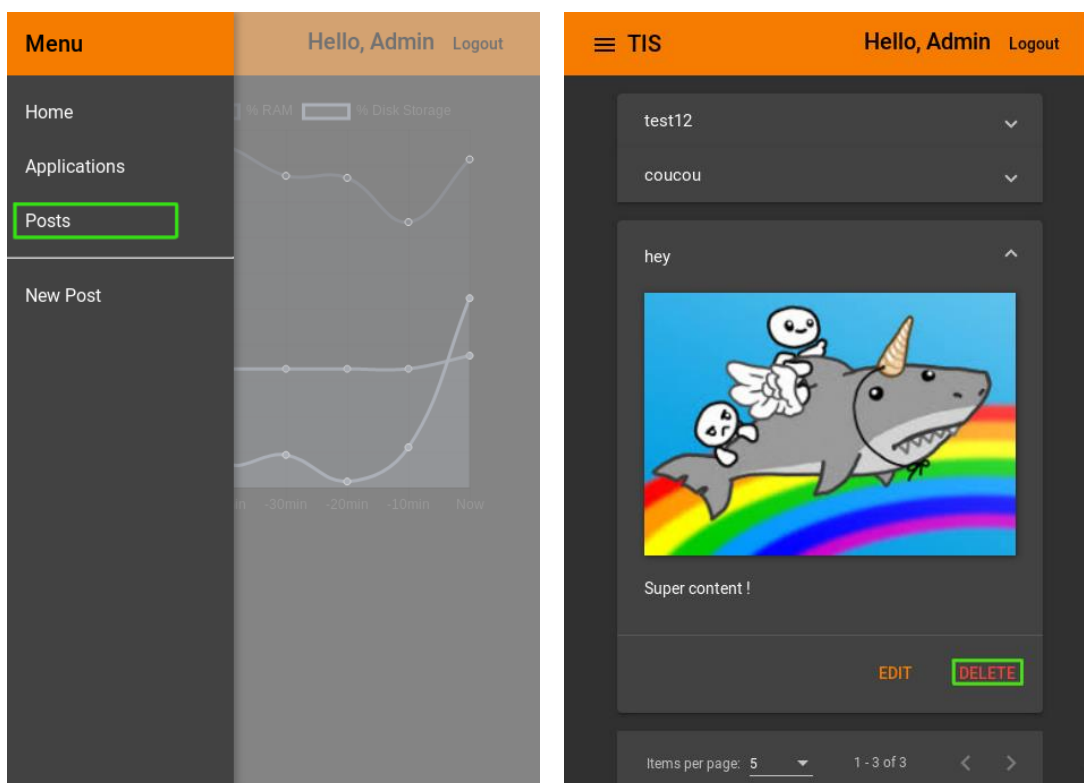 Menu
Hello, Admin Logout
Home
Applications
Posts
New Post
% RAM % Disk Storage
-30min -20min -10min Now
TIS
Hello, Admin Logout
test12
coucou
hey
Super content !
EDIT DELETE
Items per page: 5 1 - 3 of 3